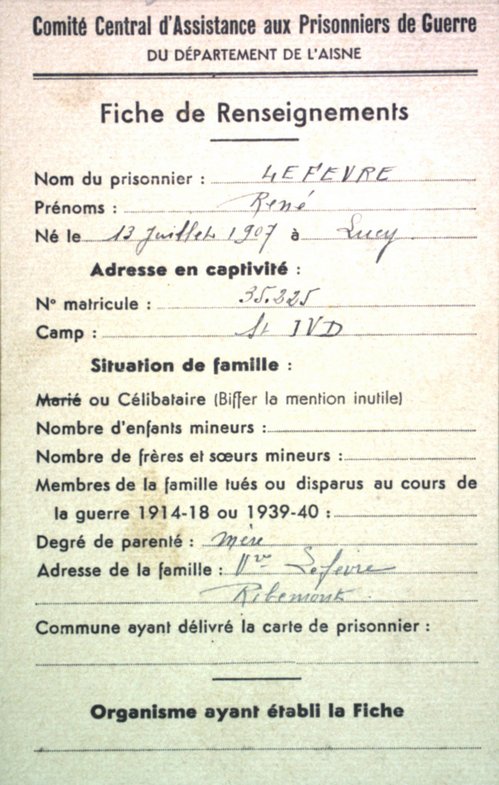 Comité Central d'Assistance aux Prisonniers de Guerre
DU DÉPARTEMENT DE L'AISNE
Fiche de Renseignements
Nom du prisonnier : LEFEVRE
Prénoms : René
Né le 13 Juillet 1907 à Lucy
Adresse en captivité :
N° matricule : 35.225
Camp : St IVD
Situation de famille :
Marié ou Célibataire (Biffer la mention inutile)
Nombre d'enfants mineurs :
Nombre de frères et sœurs mineurs :
Membres de la famille tués ou disparus au cours de
la guerre 1914-18 ou 1939-40 :
Degré de parenté : mère
Adresse de la famille : Vve Lefèvre
Ribemont
Commune ayant délivré la carte de prisonnier :
Organisme ayant établi la Fiche